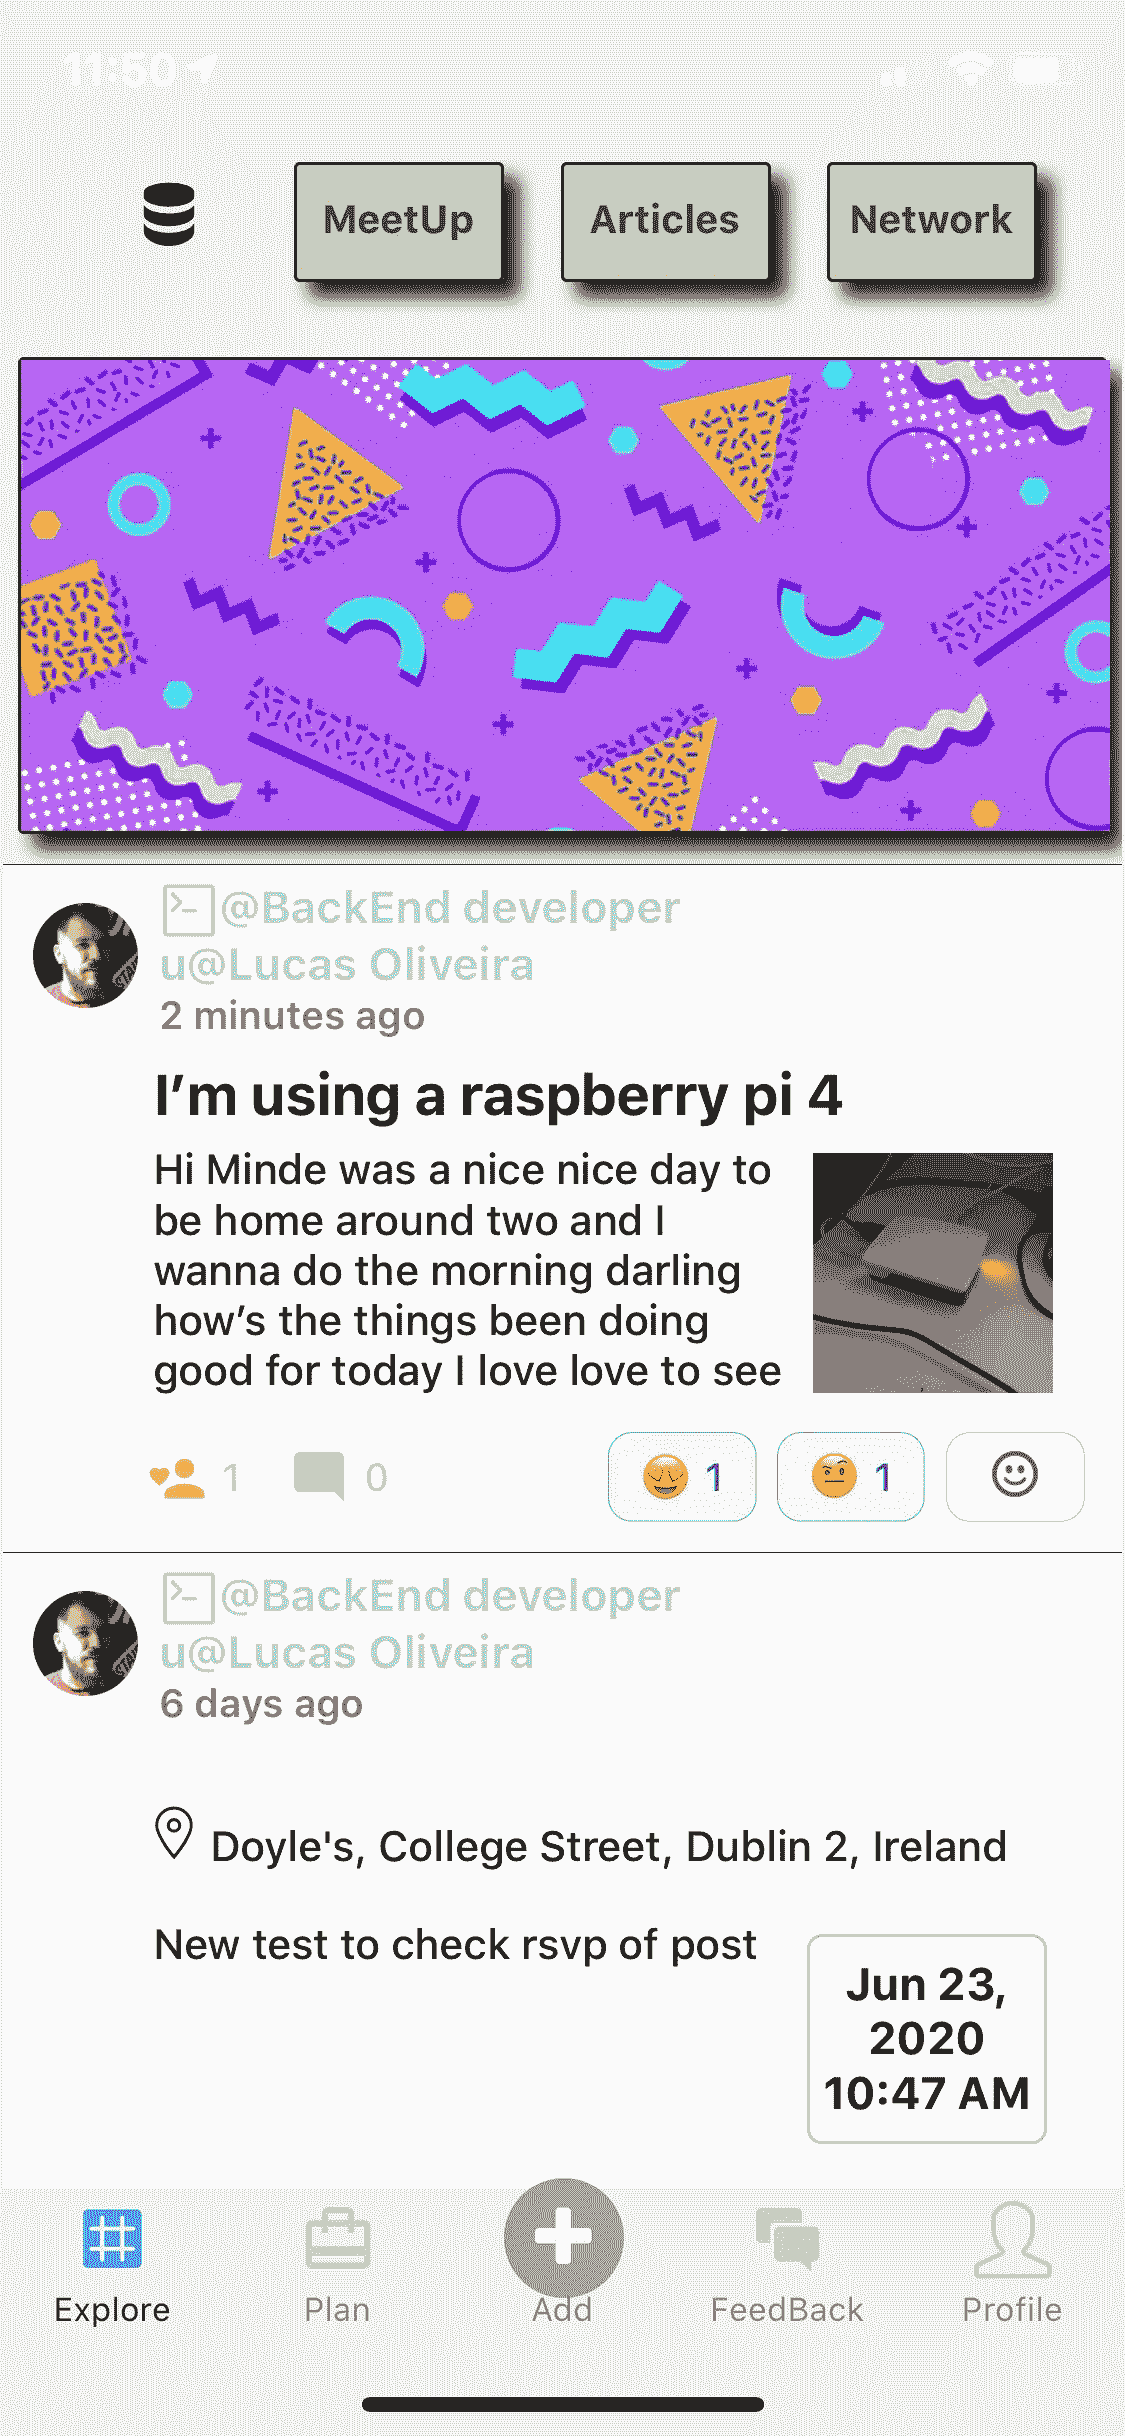 11:50
MeetUp
Articles
Network
@BackEnd developer
u@Lucas Oliveira
2 minutes ago
I'm using a raspberry pi 4
Hi Minde was a nice nice day to
be home around two and I
wanna do the morning darling
how's the things been doing
good for today I love love to see
1
0
1
1
@BackEnd developer
u@Lucas Oliveira
6 days ago
Doyle's, College Street, Dublin 2, Ireland
New test to check rsvp of post
Jun 23,
2020
10:47 AM
Explore
Plan
Add
FeedBack
Profile